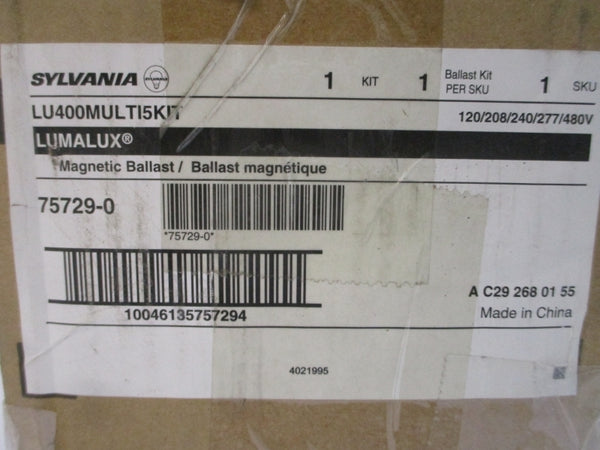 SYLVANIA 1 KIT 1 Ballast Kit PER SKU 1 SKU
LU400MULTI5KIT 120/208/240/277/480V
LUMALUX®
Magnetic Ballast / Ballast magnétique
75729-0
*75729-0*
A C29 268 01 55
10046135757294 Made in China
4021995